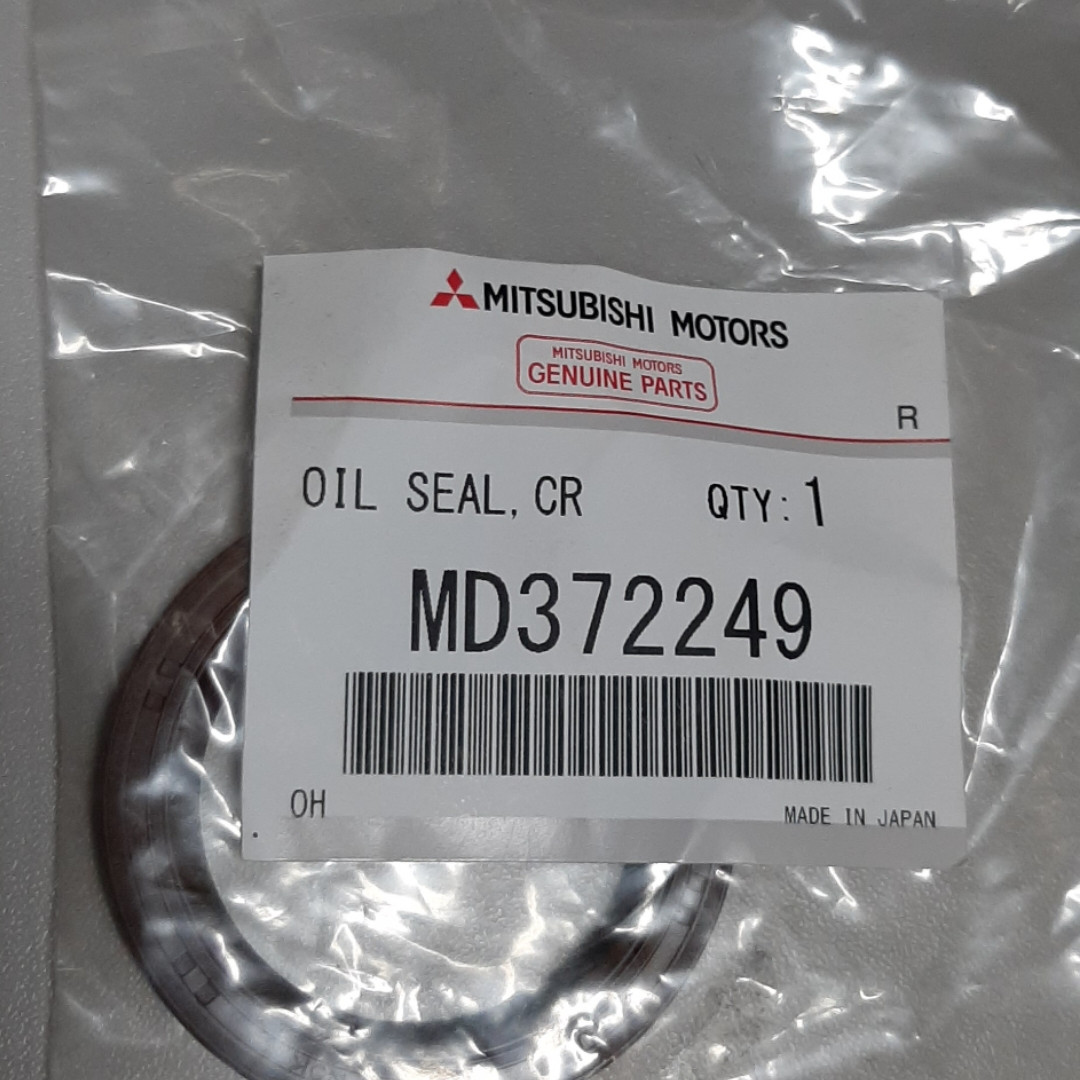 MITSUBISHI MOTORS
MITSUBISHI MOTORS
GENUINE PARTS
R
OIL SEAL, CR QTY: 1
MD372249
OH MADE IN JAPAN